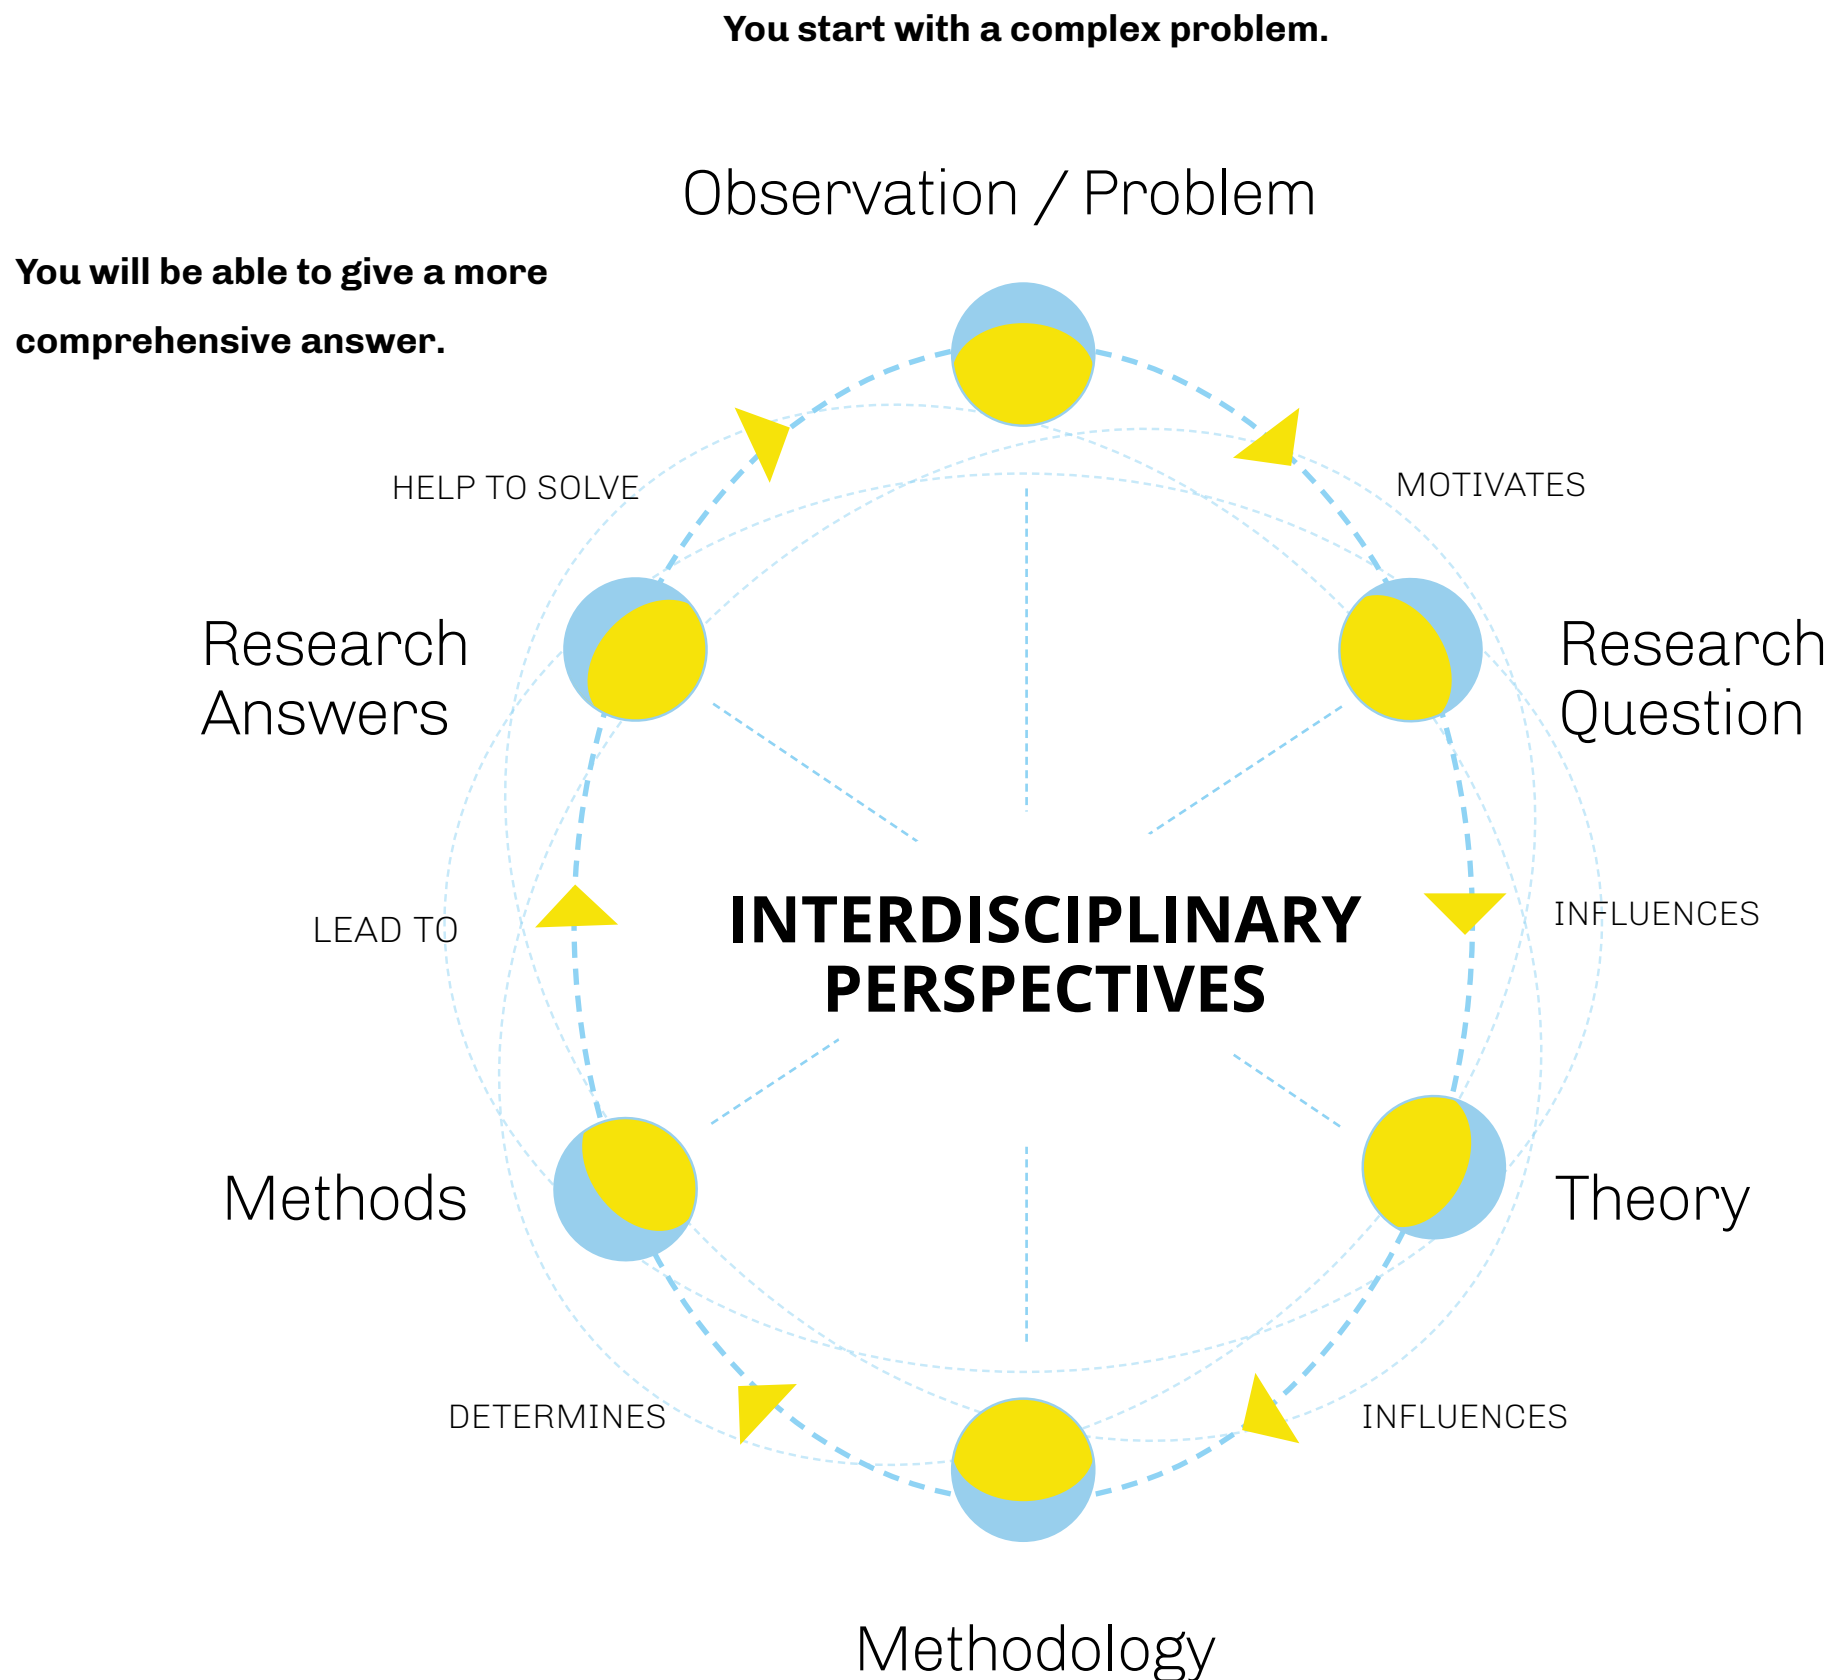 You start with a complex problem.
Observation / Problem
You will be able to give a more
comprehensive answer.
HELP TO SOLVE
MOTIVATES
Research
Answers
Research
Question
LEAD TO
INTERDISCIPLINARY
PERSPECTIVES
INFLUENCES
Methods
Theory
DETERMINES
INFLUENCES
Methodology